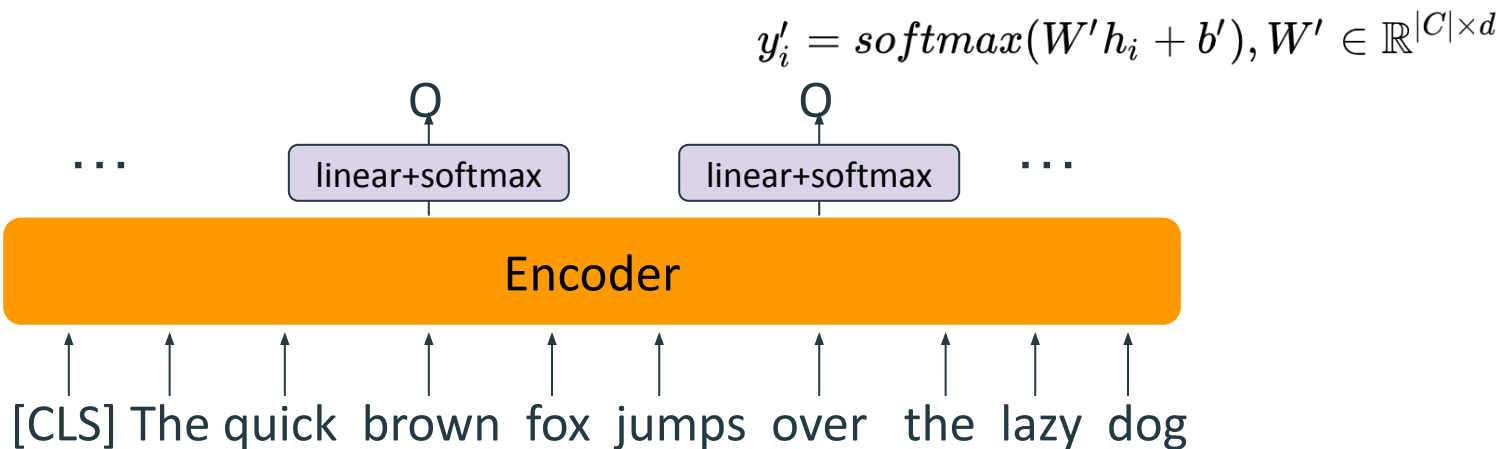 y'_i = softmax(W'h_i + b'), W' ∈ ℝ^{|C|×d}
O O
... linear+softmax linear+softmax ...
Encoder
[CLS] The quick brown fox jumps over the lazy dog